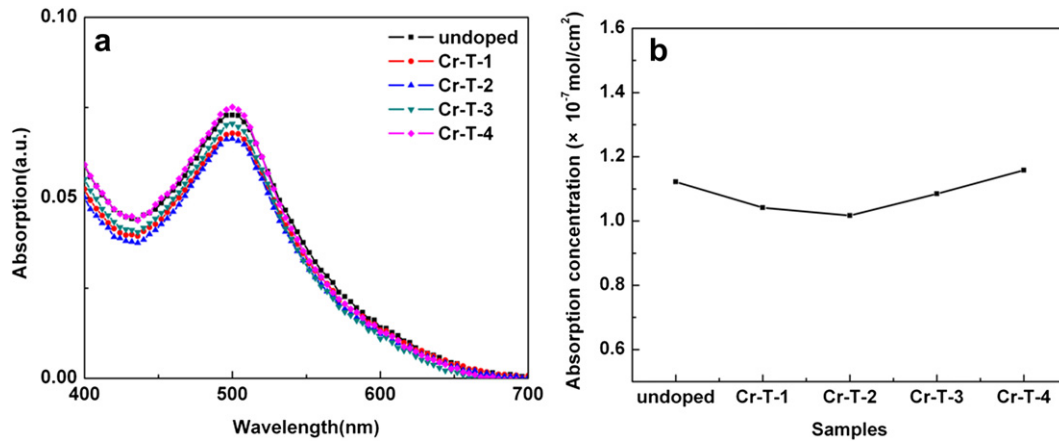 a
0.10
0.05
0.00
Absorption(a.u.)
undoped
Cr-T-1
Cr-T-2
Cr-T-3
Cr-T-4
400
500
600
700
Wavelength(nm)
b
1.6
1.4
1.2
1.0
0.8
0.6
Absorption concentration (× 10⁻⁷mol/cm²)
undoped
Cr-T-1
Cr-T-2
Cr-T-3
Cr-T-4
Samples